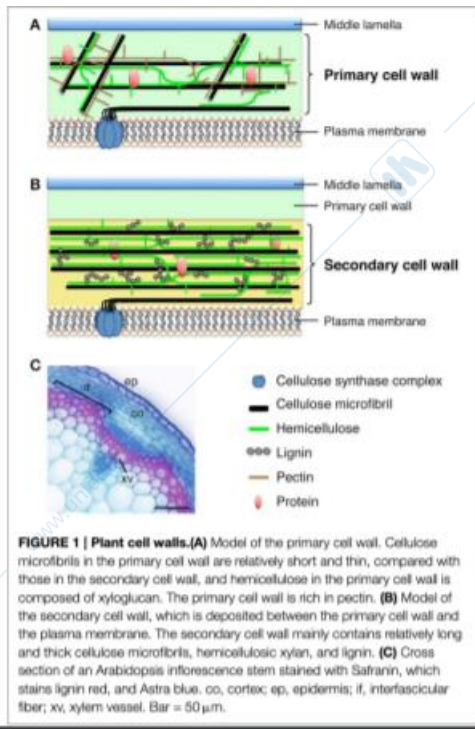 A
Middle lamella
Primary cell wall
Plasma membrane
B
Middle lamella
Primary cell wall
Secondary cell wall
Plasma membrane
C
if
ep
co
xv
Cellulose synthase complex
Cellulose microfibril
Hemicellulose
Lignin
Pectin
Protein
FIGURE 1 | Plant cell walls.(A) Model of the primary cell wall. Cellulose
microfibrils in the primary cell wall are relatively short and thin, compared with
those in the secondary cell wall, and hemicellulose in the primary cell wall is
composed of xyloglucan. The primary cell wall is rich in pectin. (B) Model of
the secondary cell wall, which is deposited between the primary cell wall and
the plasma membrane. The secondary cell wall mainly contains relatively long
and thick cellulose microfibrils, hemicellulosic xylan, and lignin. (C) Cross
section of an Arabidopsis inflorescence stem stained with Safranin, which
stains lignin red, and Astra blue. co, cortex; ep, epidermis; if, interfascicular
fiber; xv, xylem vessel. Bar = 50 μm.